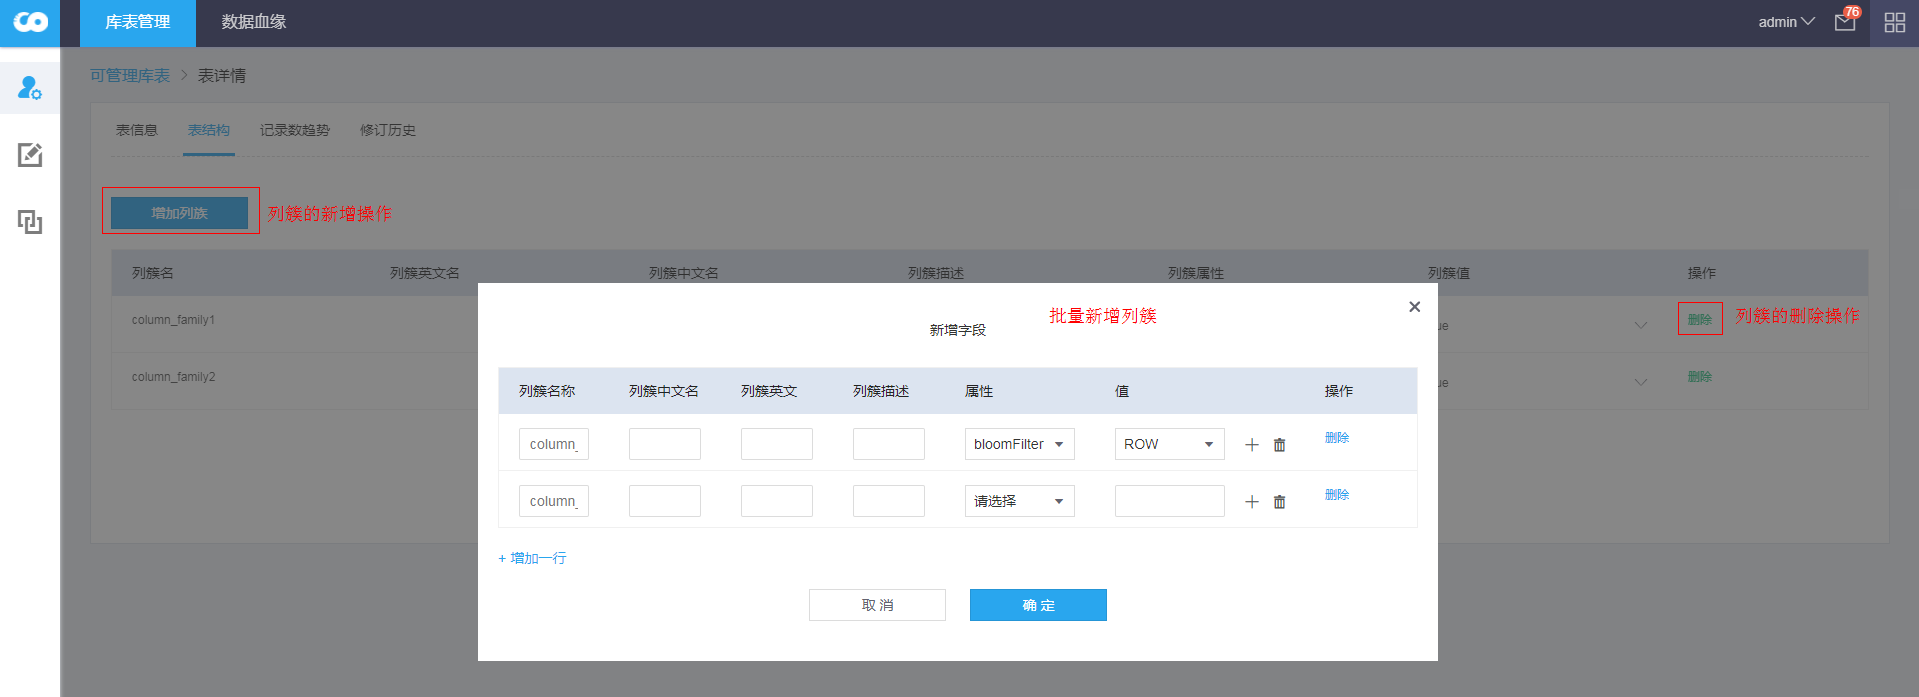 库表管理 数据血缘 admin 76
可管理库表 > 表详情
表信息 表结构 记录数趋势 修订历史
增加列族 列簇的新增操作
列簇名 列簇英文名 列簇中文名 列簇描述 列簇属性 列簇值 操作
column_family1 ue 删除 列簇的删除操作
column_family2 ue 删除
批量新增列簇
新增字段
列簇名称 列簇中文名 列簇英文 列簇描述 属性 值 操作
column_ bloomFilter ROW 删除
column_ 请选择 删除
+ 增加一行
取 消 确 定